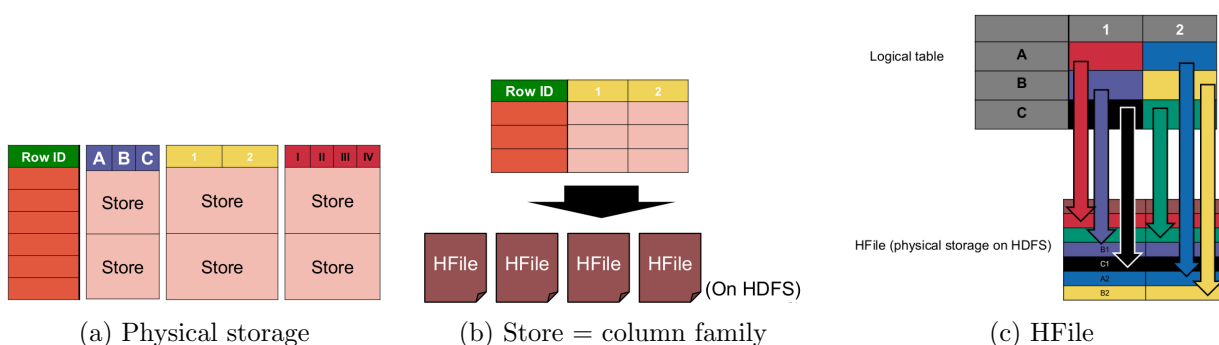 Row ID A B C 1 2 I II III IV
Store Store Store
Store Store Store
(a) Physical storage
Row ID 1 2
HFile HFile HFile HFile
(On HDFS)
(b) Store = column family
1 2
Logical table A
B
C
HFile (physical storage on HDFS)
B1
C1
A2
B2
(c) HFile